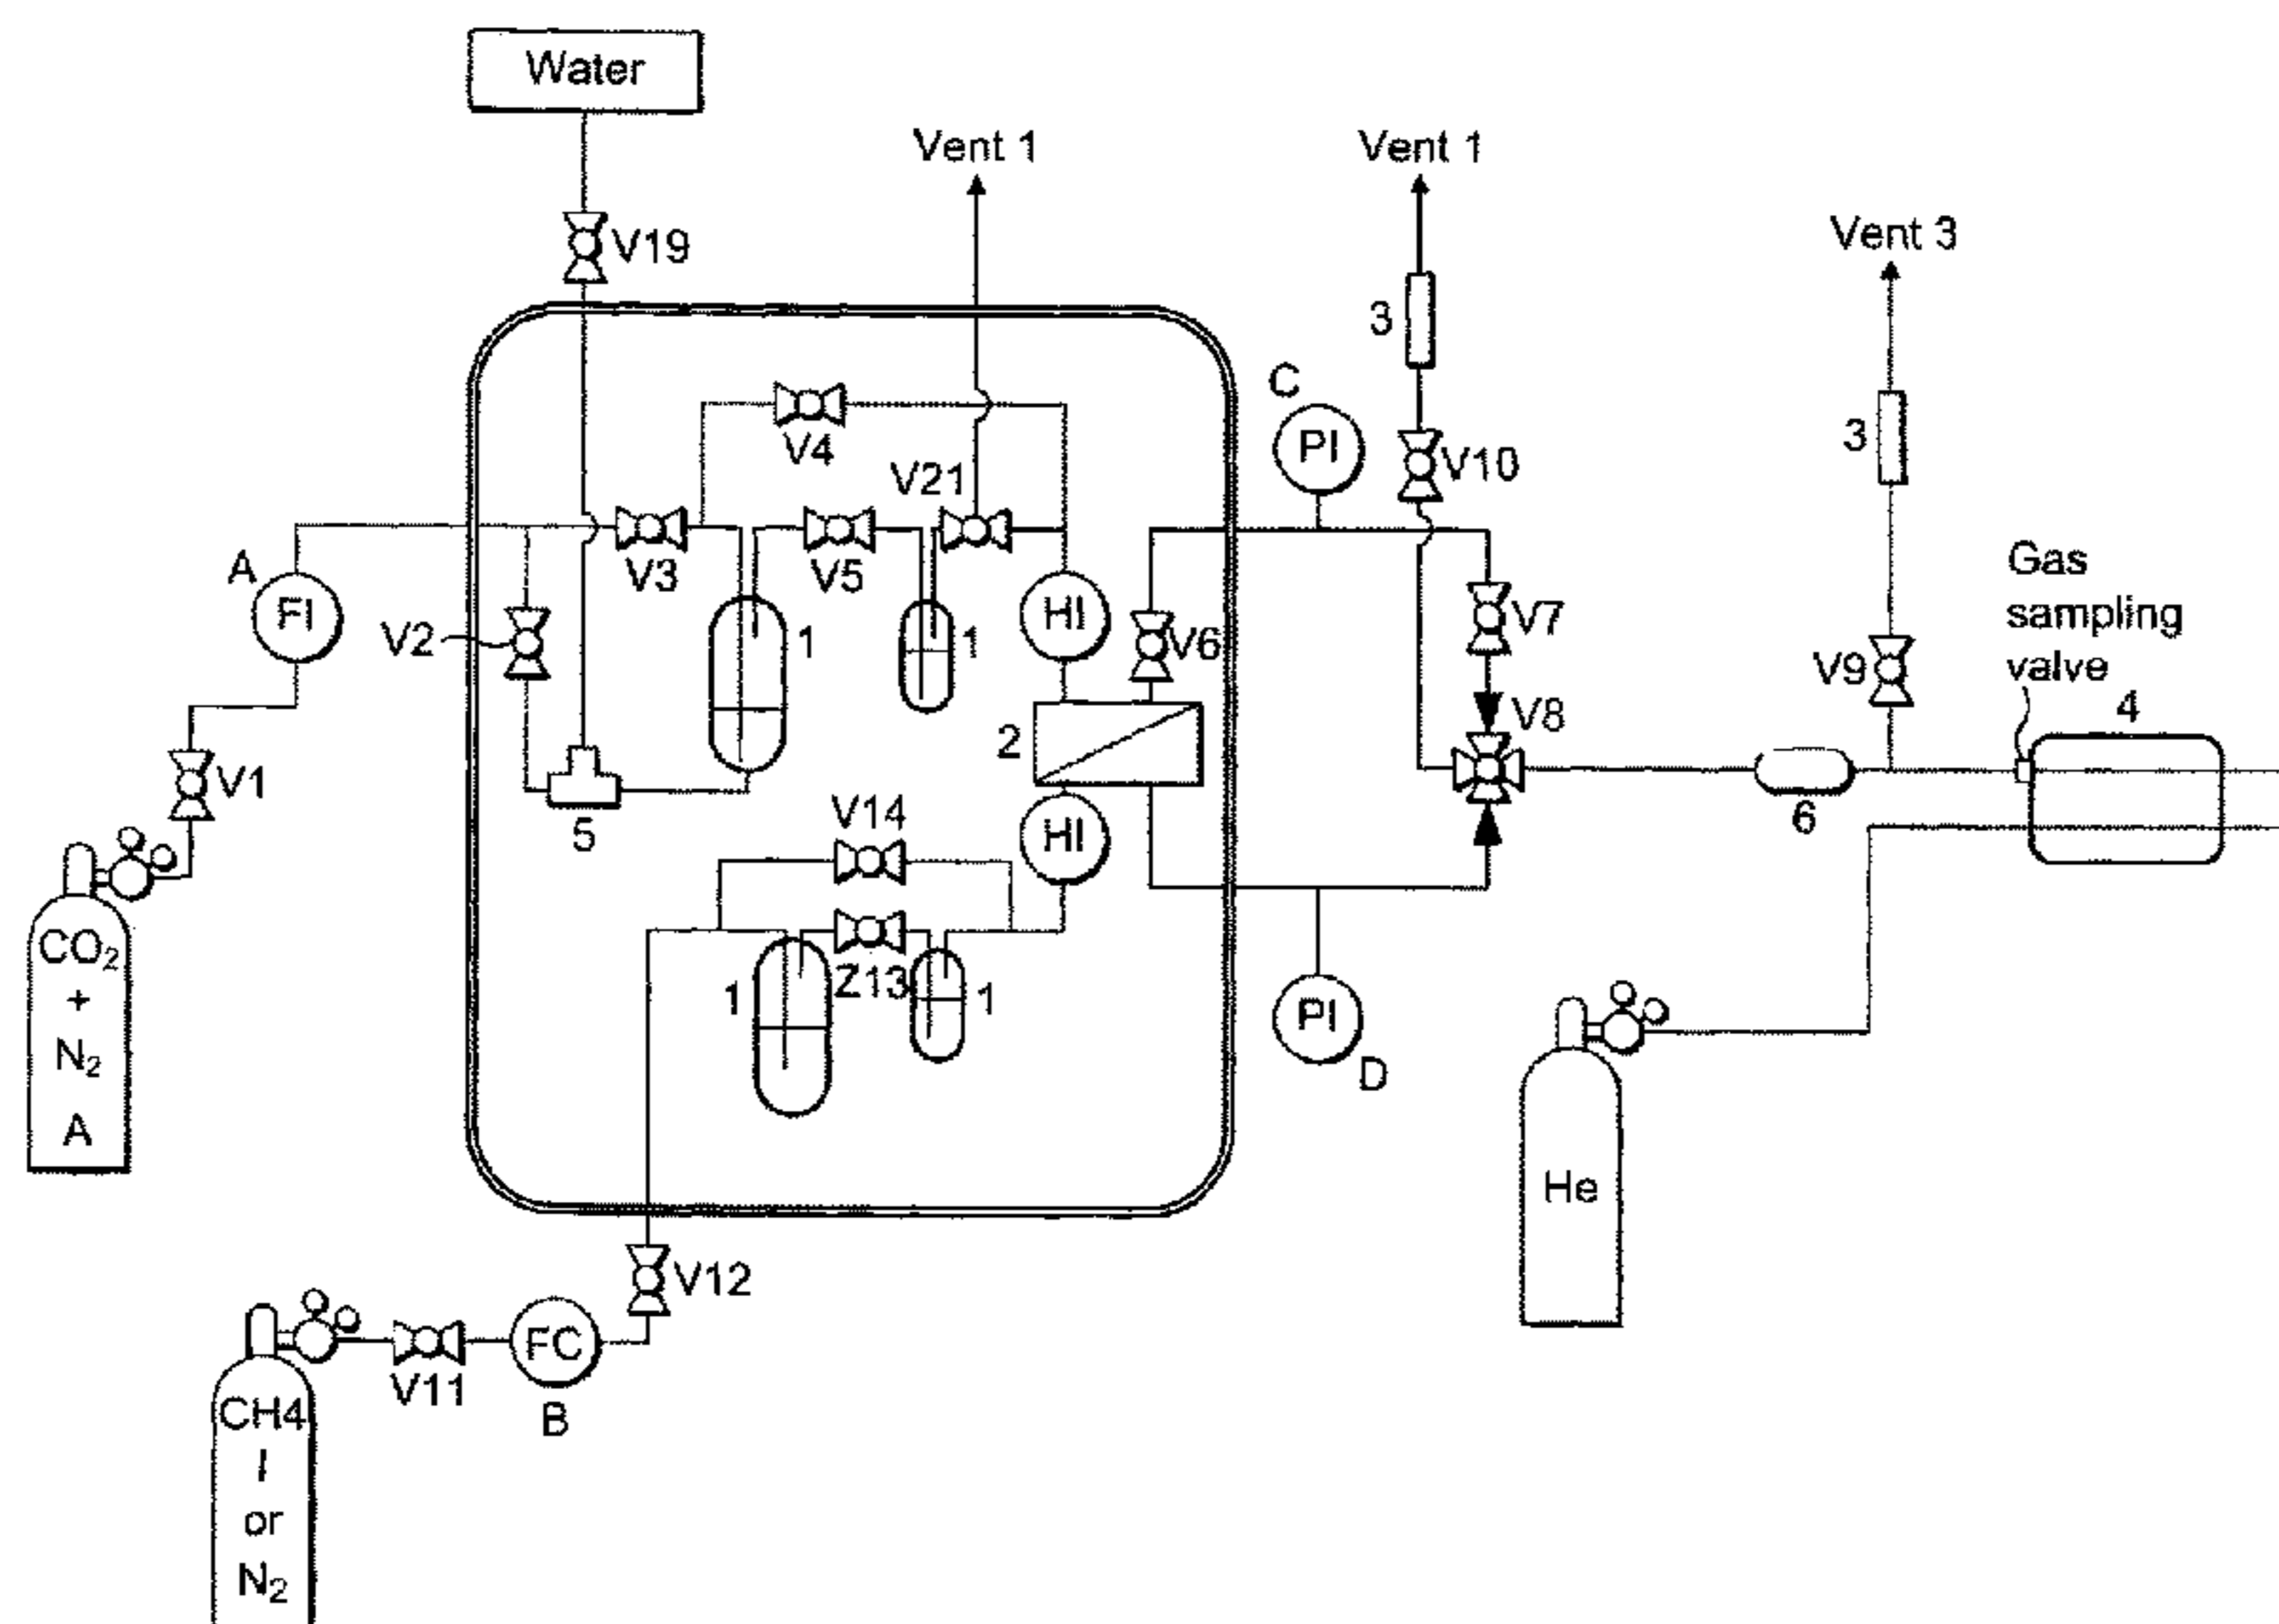 Water
Vent 1
Vent 1
Vent 3
V19
3
3
C
PI
V10
V4
V21
V3
V5
A
FI
V2
1
1
HI
V6
V7
V9
Gas
sampling
valve
V8
4
2
V1
5
6
V14
HI
Z13
1
1
PI
D
CO2
+
N2
A
He
V12
V11
FC
B
CH4
I
or
N2